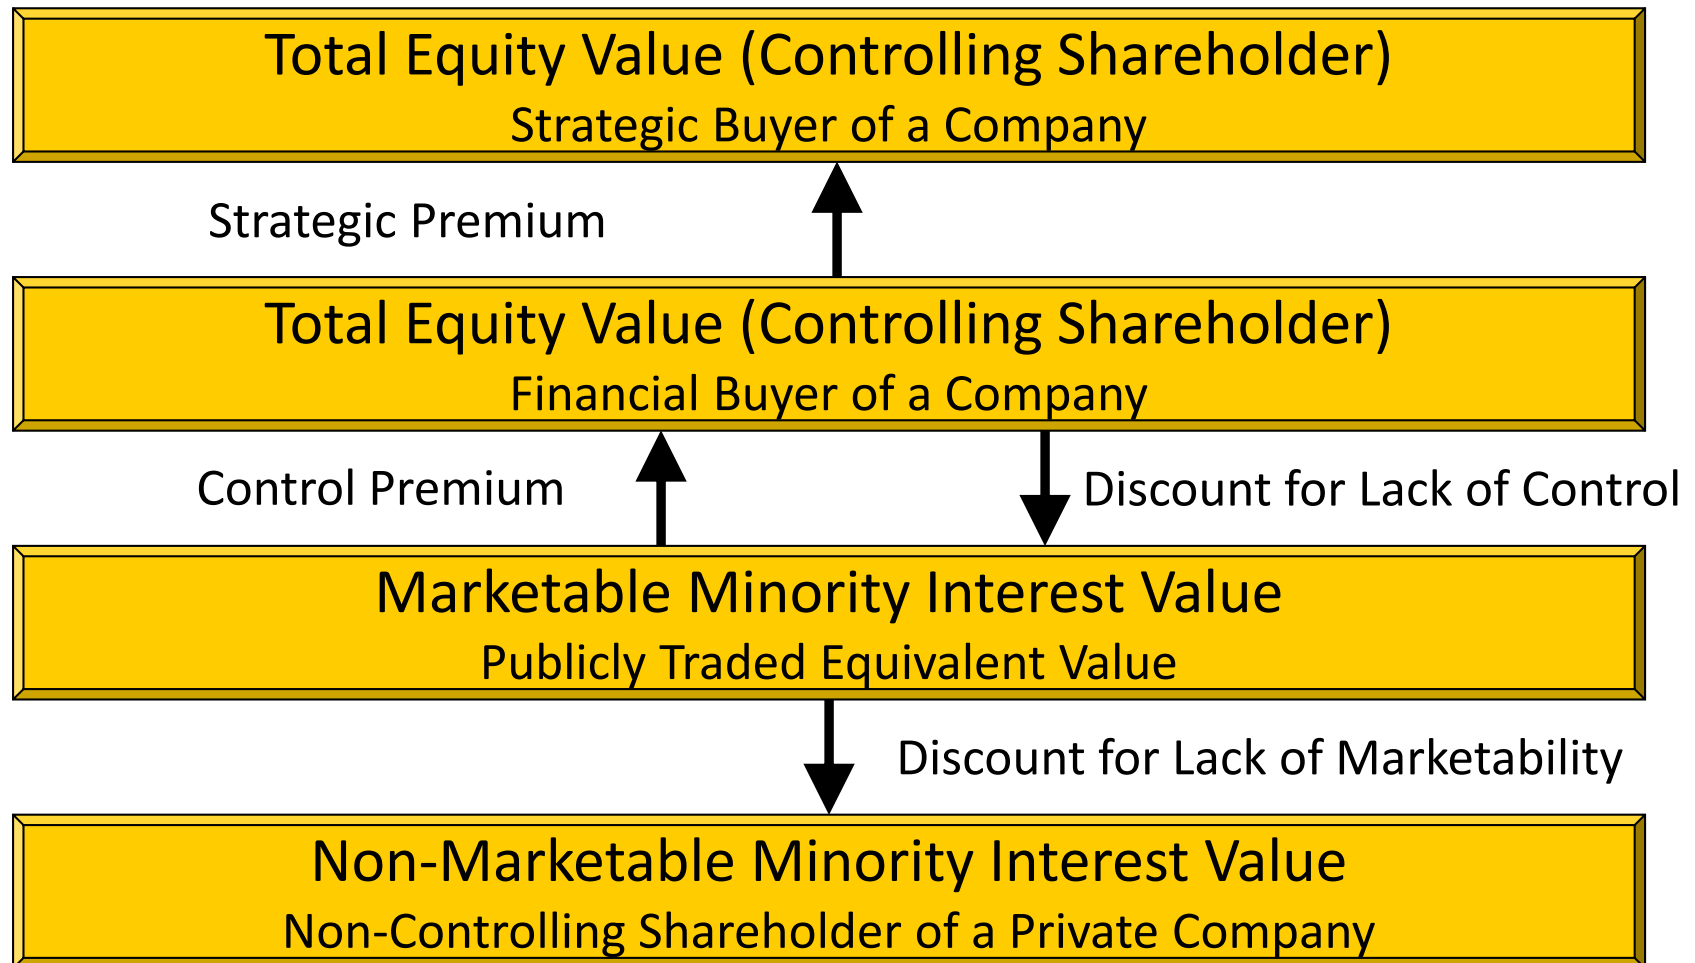 Total Equity Value (Controlling Shareholder)
Strategic Buyer of a Company
Strategic Premium
Total Equity Value (Controlling Shareholder)
Financial Buyer of a Company
Control Premium
Discount for Lack of Control
Marketable Minority Interest Value
Publicly Traded Equivalent Value
Discount for Lack of Marketability
Non-Marketable Minority Interest Value
Non-Controlling Shareholder of a Private Company